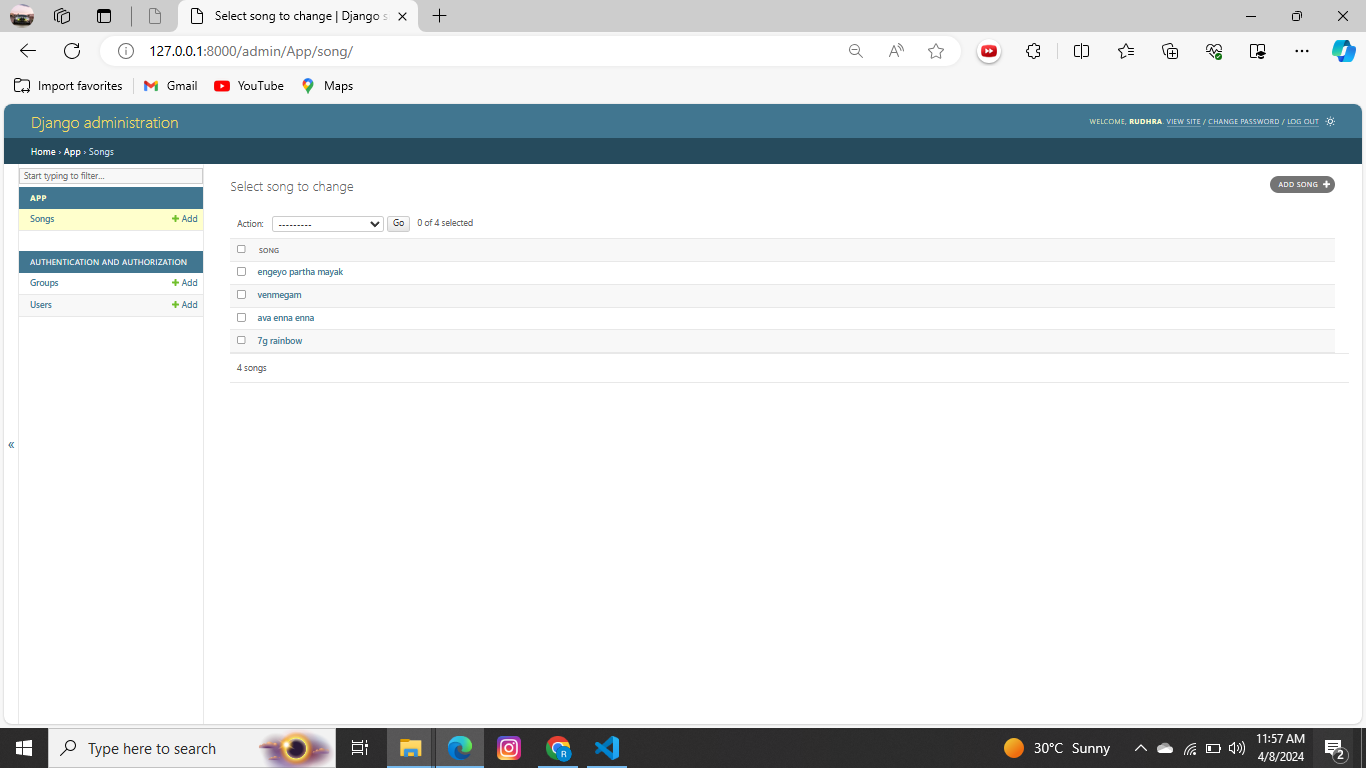 Select song to change | Django s
127.0.0.1:8000/admin/App/song/
Import favorites Gmail YouTube Maps
Django administration
WELCOME, RUDHRA. VIEW SITE / CHANGE PASSWORD / LOG OUT
Home › App › Songs
Start typing to filter...
APP
Songs + Add
AUTHENTICATION AND AUTHORIZATION
Groups + Add
Users + Add
«
Select song to change
ADD SONG +
Action: --------- Go 0 of 4 selected
SONG
engeyo partha mayak
venmegam
ava enna enna
7g rainbow
4 songs
Type here to search
30°C Sunny
11:57 AM
4/8/2024
2